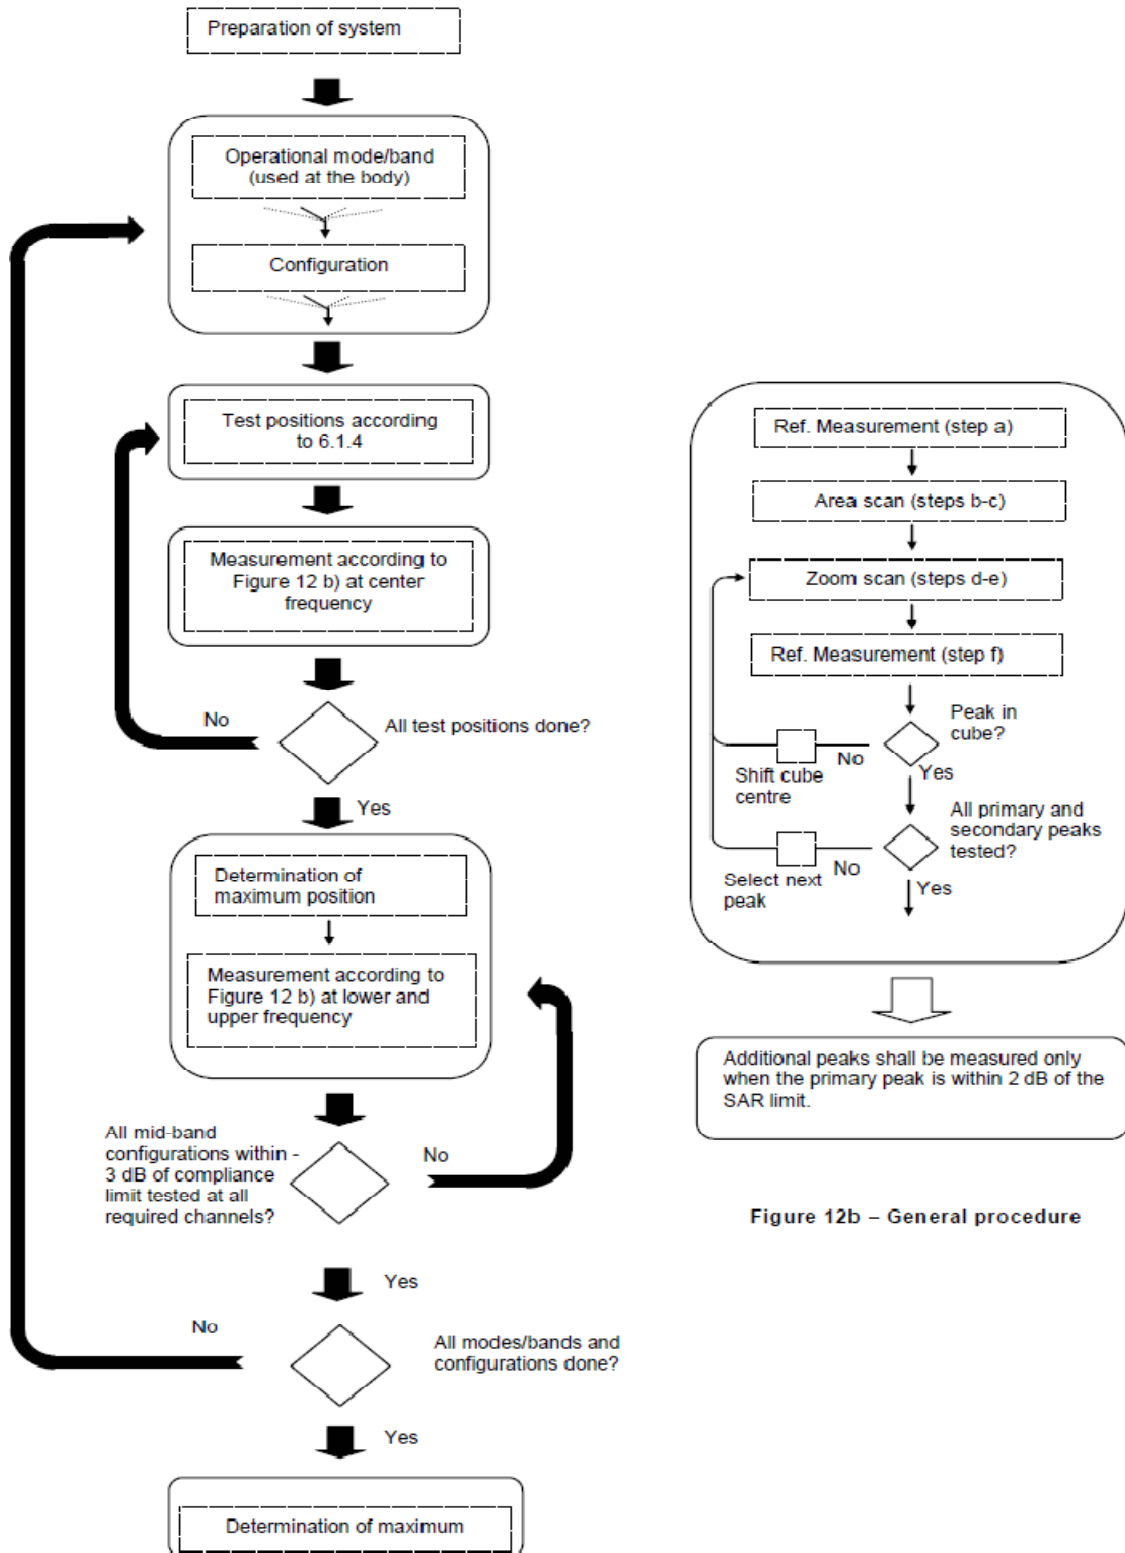 Preparation of system
Operational mode/band
(used at the body)
Configuration
Test positions according
to 6.1.4
Measurement according to
Figure 12 b) at center
frequency
No
All test positions done?
Yes
Determination of
maximum position
Measurement according to
Figure 12 b) at lower and
upper frequency
All mid-band
configurations within -
3 dB of compliance
limit tested at all
required channels?
No
Yes
No
All modes/bands and
configurations done?
Yes
Determination of maximum
Ref. Measurement (step a)
Area scan (steps b-c)
Zoom scan (steps d-e)
Ref. Measurement (step f)
Peak in
cube?
No
Shift cube
centre
Yes
All primary and
secondary peaks
tested?
No
Select next
peak
Yes
Additional peaks shall be measured only
when the primary peak is within 2 dB of the
SAR limit.
Figure 12b – General procedure